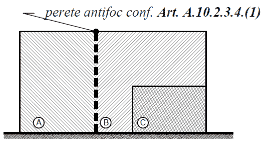 perete antifoc conf. Art. A.10.2.3.4.(1)
A B C